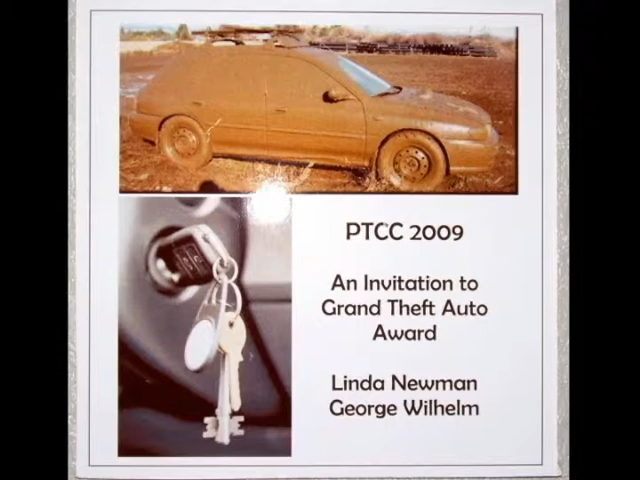 PTCC 2009
An Invitation to
Grand Theft Auto
Award
Linda Newman
George Wilhelm